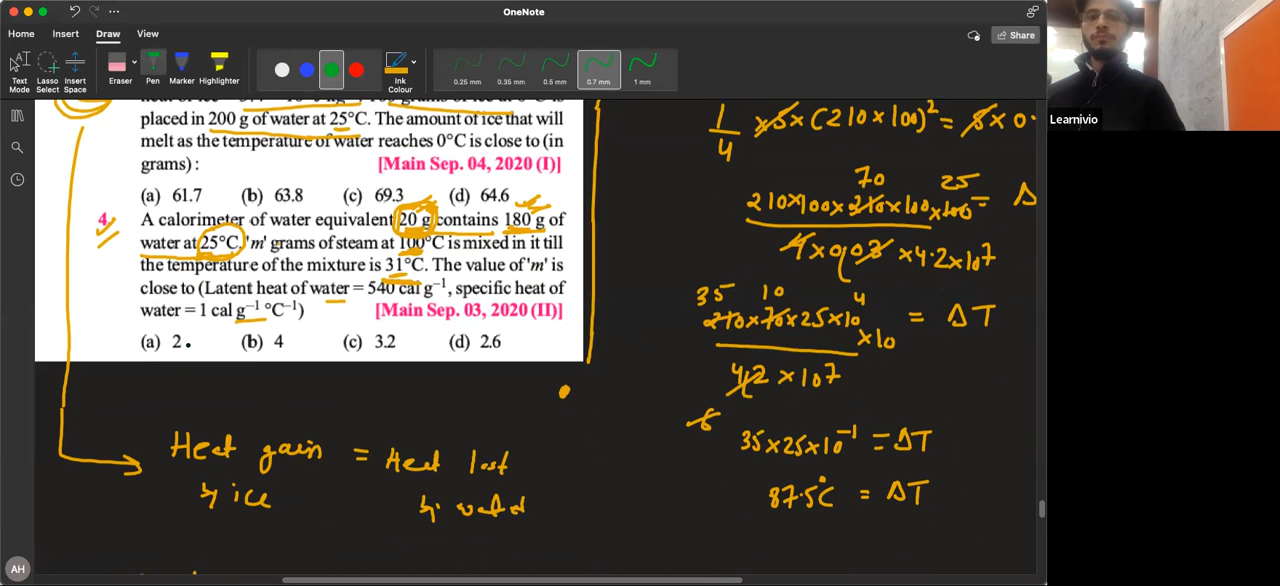 OneNote
Home Insert Draw View
Share
Text Mode
Lasso Select
Insert Space
Eraser
Pen
Marker
Highlighter
Ink Colour
0.25 mm
0.35 mm
0.5 mm
0.7 mm
1 mm
Learnivio
placed in 200 g of water at 25°C. The amount of ice that will
melt as the temperature of water reaches 0°C is close to (in
grams) : [Main Sep. 04, 2020 (I)]
(a) 61.7 (b) 63.8 (c) 69.3 (d) 64.6
4. A calorimeter of water equivalent 20 g contains 180 g of
water at 25°C. 'm' grams of steam at 100°C is mixed in it till
the temperature of the mixture is 31°C. The value of 'm' is
close to (Latent heat of water = 540 cal g⁻¹, specific heat of
water = 1 cal g⁻¹ °C⁻¹) [Main Sep. 03, 2020 (II)]
(a) 2 (b) 4 (c) 3.2 (d) 2.6
Heat gain = Heat lost
by ice by water
1/4 × 5 × (210 × 100)² = 5 × 0.
70 25
210×100×210×100×100 = Δ
4×0.03 ×4.2×10⁷
35 10
210×70×25×10⁴ ×10 = ΔT
42 × 10⁷
35×25×10⁻¹ = ΔT
87.5°C = ΔT
AH